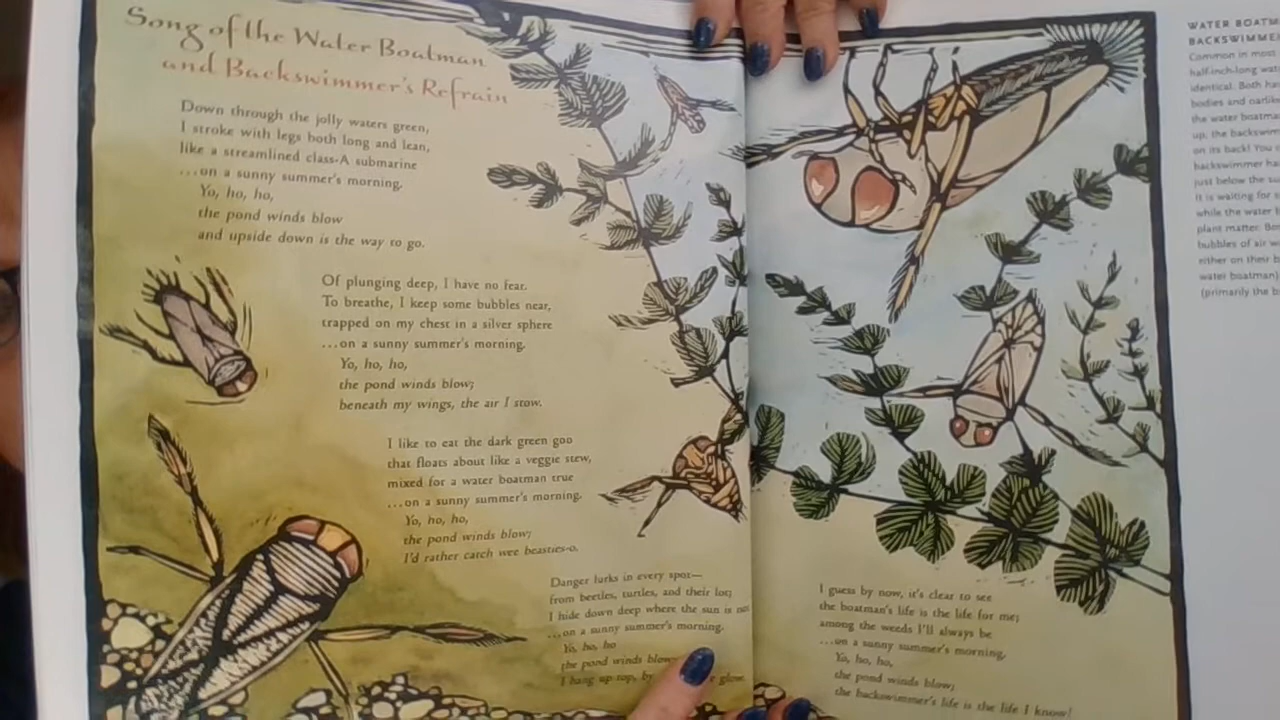 Song of the Water Boatman
and Backswimmer's Refrain
Down through the jolly waters green,
I stroke with legs both long and lean,
like a streamlined class-A submarine
...on a sunny summer's morning.
Yo, ho, ho,
the pond winds blow
and upside down is the way to go.
Of plunging deep, I have no fear.
To breathe, I keep some bubbles near,
trapped on my chest in a silver sphere
...on a sunny summer's morning.
Yo, ho, ho,
the pond winds blow;
beneath my wings, the air I stow.
I like to eat the dark green goo
that floats about like a veggie stew,
mixed for a water boatman true
...on a sunny summer's morning.
Yo, ho, ho,
the pond winds blow;
I'd rather catch wee beasties-o.
Danger lurks in every spot—
from beetles, turtles, and their lot;
I hide down deep where the sun is not
...on a sunny summer's morning.
Yo, ho, ho
the pond winds blow
I hang up top, by glow.
I guess by now, it's clear to see
the boatman's life is the life for me;
among the weeds I'll always be
...on a sunny summer's morning,
Yo, ho, ho,
the pond winds blow;
the backswimmer's life is the life I know!
WATER BOATM
BACKSWIMME
Common in most
half-inch-long wat
identical. Both ha
bodies and oarlik
the water boatma
up, the backswim
on its back! You
backswimmer ha
just below the su
It is waiting for
while the water
plant matter. Bo
bubbles of air w
either on their b
water boatman)
(primarily the b